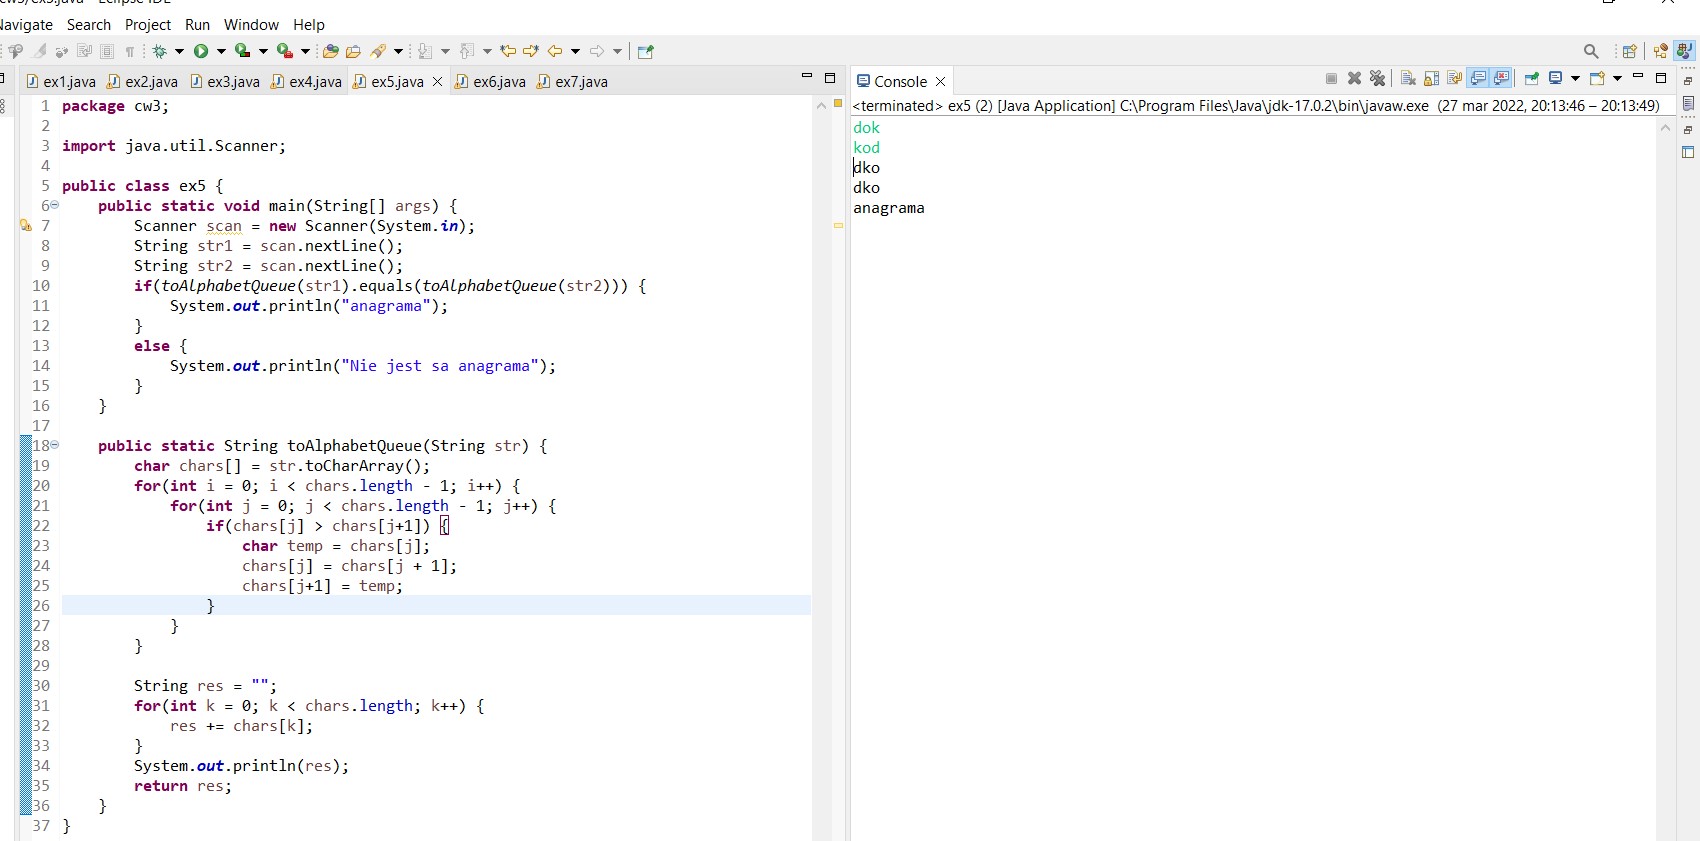 Navigate Search Project Run Window Help
ex1.java ex2.java ex3.java ex4.java ex5.java ex6.java ex7.java
1 package cw3;
2
3 import java.util.Scanner;
4
5 public class ex5 {
6 public static void main(String[] args) {
7 Scanner scan = new Scanner(System.in);
8 String str1 = scan.nextLine();
9 String str2 = scan.nextLine();
10 if(toAlphabetQueue(str1).equals(toAlphabetQueue(str2))) {
11 System.out.println("anagrama");
12 }
13 else {
14 System.out.println("Nie jest sa anagrama");
15 }
16 }
17
18 public static String toAlphabetQueue(String str) {
19 char chars[] = str.toCharArray();
20 for(int i = 0; i < chars.length - 1; i++) {
21 for(int j = 0; j < chars.length - 1; j++) {
22 if(chars[j] > chars[j+1]) {
23 char temp = chars[j];
24 chars[j] = chars[j + 1];
25 chars[j+1] = temp;
26 }
27 }
28 }
29
30 String res = "";
31 for(int k = 0; k < chars.length; k++) {
32 res += chars[k];
33 }
34 System.out.println(res);
35 return res;
36 }
37 }
Console
<terminated> ex5 (2) [Java Application] C:\Program Files\Java\jdk-17.0.2\bin\javaw.exe (27 mar 2022, 20:13:46 – 20:13:49)
dok
kod
dko
dko
anagrama